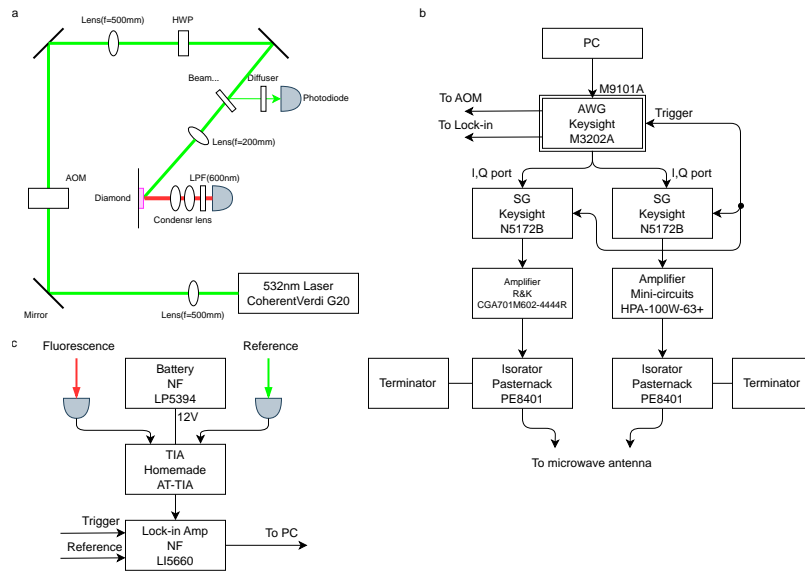 a
Lens(f=500mm)
HWP
Beam...
Diffuser
Photodiode
Lens(f=200mm)
AOM
Diamond
LPF(600nm)
Condensr lens
532nm Laser
CoherentVerdi G20
Mirror
Lens(f=500mm)
b
PC
M9101A
To AOM
AWG
Keysight
M3202A
Trigger
To Lock-in
I,Q port
I,Q port
SG
Keysight
N5172B
SG
Keysight
N5172B
Amplifier
R&K
CGA701M602-4444R
Amplifier
Mini-circuits
HPA-100W-63+
Terminator
Isorator
Pasternack
PE8401
Isorator
Pasternack
PE8401
Terminator
To microwave antenna
c
Fluorescence
Reference
Battery
NF
LP5394
12V
TIA
Homemade
AT-TIA
Trigger
Reference
Lock-in Amp
NF
LI5660
To PC